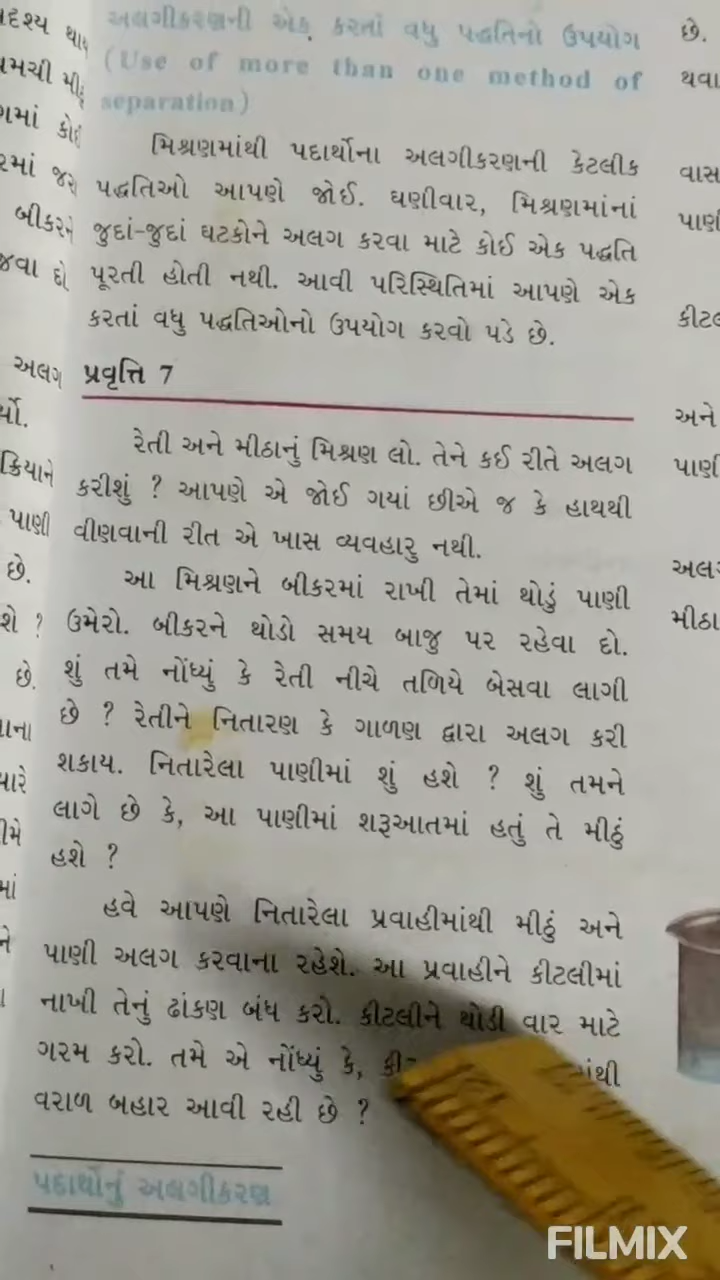 અલગીકરણની એક કરતાં વધુ પદ્ધતિનો ઉપયોગ
(Use of more than one method of
separation)
મિશ્રણમાંથી પદાર્થોના અલગીકરણની કેટલીક
પદ્ધતિઓ આપણે જોઈ. ઘણીવાર, મિશ્રણમાંનાં
જુદાં-જુદાં ઘટકોને અલગ કરવા માટે કોઈ એક પદ્ધતિ
પૂરતી હોતી નથી. આવી પરિસ્થિતિમાં આપણે એક
કરતાં વધુ પદ્ધતિઓનો ઉપયોગ કરવો પડે છે.
પ્રવૃત્તિ 7
રેતી અને મીઠાનું મિશ્રણ લો. તેને કઈ રીતે અલગ
કરીશું ? આપણે એ જોઈ ગયાં છીએ જ કે હાથથી
વીણવાની રીત એ ખાસ વ્યવહારુ નથી.
આ મિશ્રણને બીકરમાં રાખી તેમાં થોડું પાણી
ઉમેરો. બીકરને થોડો સમય બાજુ પર રહેવા દો.
શું તમે નોંધ્યું કે રેતી નીચે તળિયે બેસવા લાગી
છે ? રેતીને નિતારણ કે ગાળણ દ્વારા અલગ કરી
શકાય. નિતારેલા પાણીમાં શું હશે ? શું તમને
લાગે છે કે, આ પાણીમાં શરૂઆતમાં હતું તે મીઠું
હશે ?
હવે આપણે નિતારેલા પ્રવાહીમાંથી મીઠું અને
પાણી અલગ કરવાના રહેશે. આ પ્રવાહીને કીટલીમાં
નાખી તેનું ઢાંકણ બંધ કરો. કીટલીને થોડી વાર માટે
ગરમ કરો. તમે એ નોંધ્યું કે,
વરાળ બહાર આવી રહી છે ?
પદાર્થોનું અલગીકરણ
અલગ
ક્રિયાને
પાણી
છે.
શે ?
છે.
બીકરને
છે.
થવા
પાણી
અને
પાણી
FILMIX